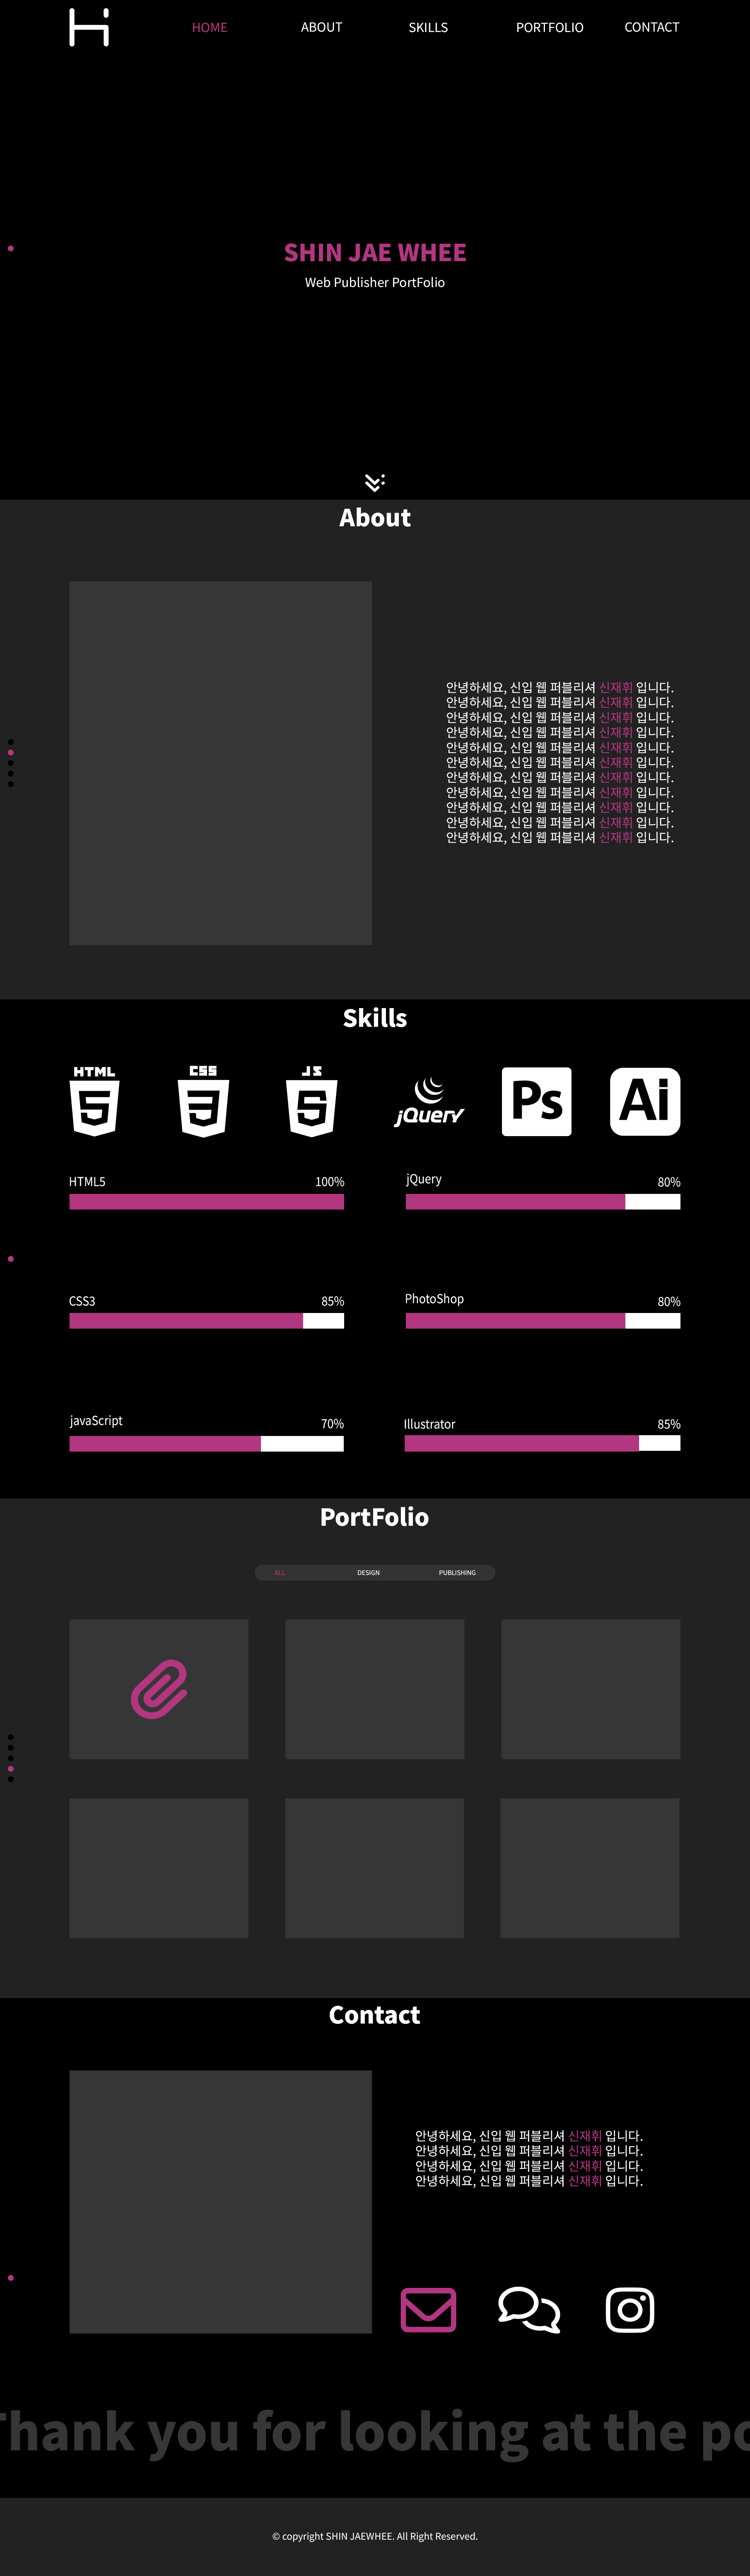 HOME ABOUT SKILLS PORTFOLIO CONTACT
SHIN JAE WHEE
Web Publisher PortFolio
About
안녕하세요, 신입 웹 퍼블리셔 신재휘 입니다.
안녕하세요, 신입 웹 퍼블리셔 신재휘 입니다.
안녕하세요, 신입 웹 퍼블리셔 신재휘 입니다.
안녕하세요, 신입 웹 퍼블리셔 신재휘 입니다.
안녕하세요, 신입 웹 퍼블리셔 신재휘 입니다.
안녕하세요, 신입 웹 퍼블리셔 신재휘 입니다.
안녕하세요, 신입 웹 퍼블리셔 신재휘 입니다.
안녕하세요, 신입 웹 퍼블리셔 신재휘 입니다.
안녕하세요, 신입 웹 퍼블리셔 신재휘 입니다.
안녕하세요, 신입 웹 퍼블리셔 신재휘 입니다.
안녕하세요, 신입 웹 퍼블리셔 신재휘 입니다.
Skills
HTML CSS JS jQuery Ps Ai
HTML5 100%
jQuery 80%
CSS3 85%
PhotoShop 80%
javaScript 70%
Illustrator 85%
PortFolio
ALL DESIGN PUBLISHING
Contact
안녕하세요, 신입 웹 퍼블리셔 신재휘 입니다.
안녕하세요, 신입 웹 퍼블리셔 신재휘 입니다.
안녕하세요, 신입 웹 퍼블리셔 신재휘 입니다.
안녕하세요, 신입 웹 퍼블리셔 신재휘 입니다.
Thank you for looking at the po
© copyright SHIN JAEWHEE. All Right Reserved.